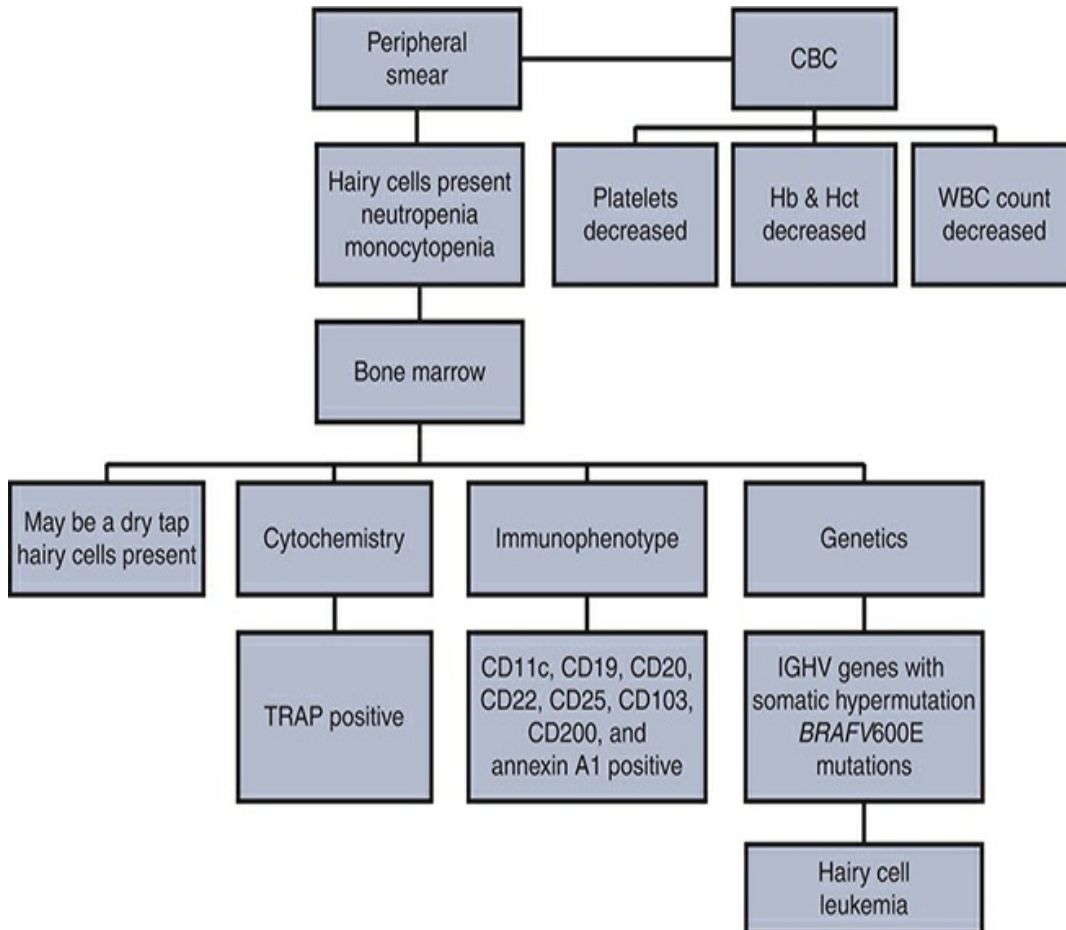 Peripheral
smear
CBC
Hairy cells present
neutropenia
monocytopenia
Platelets
decreased
Hb & Hct
decreased
WBC count
decreased
Bone marrow
May be a dry tap
hairy cells present
Cytochemistry
Immunophenotype
Genetics
TRAP positive
CD11c, CD19, CD20,
CD22, CD25, CD103,
CD200, and
annexin A1 positive
IGHV genes with
somatic hypermutation
BRAFV600E
mutations
Hairy cell
leukemia